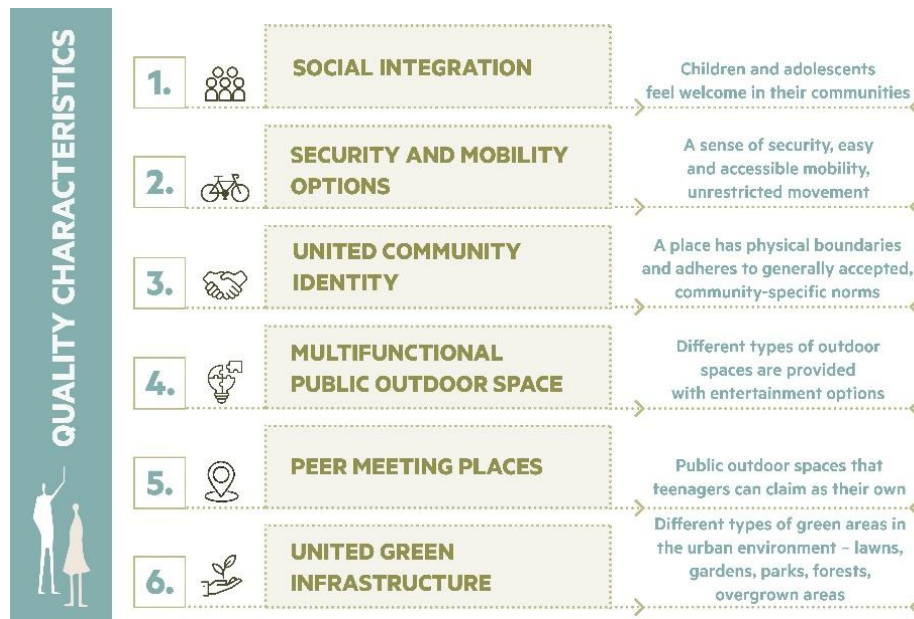 QUALITY CHARACTERISTICS
1.
SOCIAL INTEGRATION
Children and adolescents
feel welcome in their communities
2.
SECURITY AND MOBILITY
OPTIONS
A sense of security, easy
and accessible mobility,
unrestricted movement
3.
UNITED COMMUNITY
IDENTITY
A place has physical boundaries
and adheres to generally accepted,
community-specific norms
4.
MULTIFUNCTIONAL
PUBLIC OUTDOOR SPACE
Different types of outdoor
spaces are provided
with entertainment options
5.
PEER MEETING PLACES
Public outdoor spaces that
teenagers can claim as their own
6.
UNITED GREEN
INFRASTRUCTURE
Different types of green areas in
the urban environment – lawns,
gardens, parks, forests,
overgrown areas